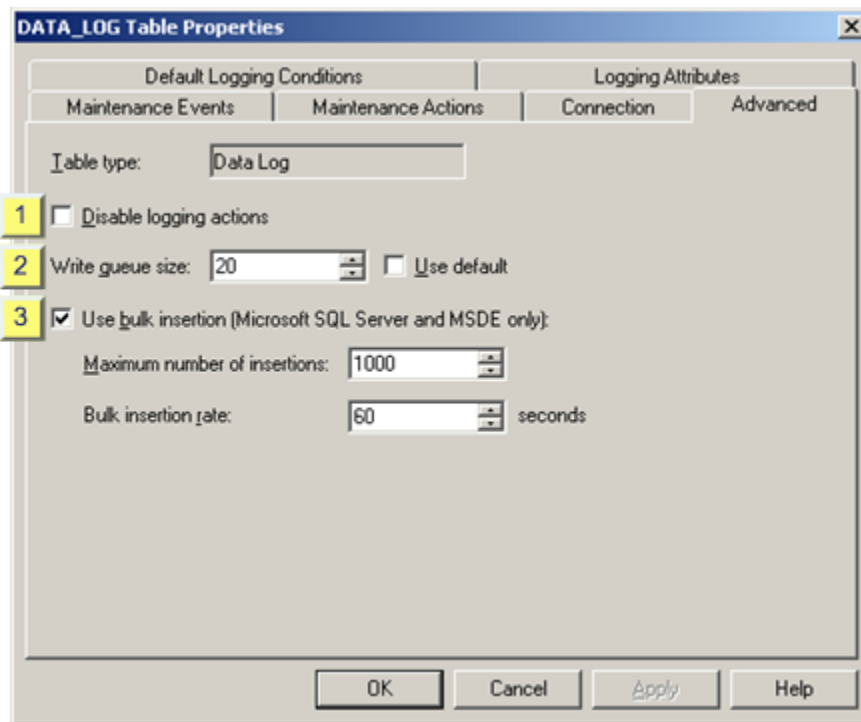 DATA_LOG Table Properties
Default Logging Conditions
Logging Attributes
Maintenance Events
Maintenance Actions
Connection
Advanced
Table type:
Data Log
1
Disable logging actions
2
Write queue size:
20
Use default
3
Use bulk insertion (Microsoft SQL Server and MSDE only):
Maximum number of insertions:
1000
Bulk insertion rate:
60
seconds
OK
Cancel
Apply
Help